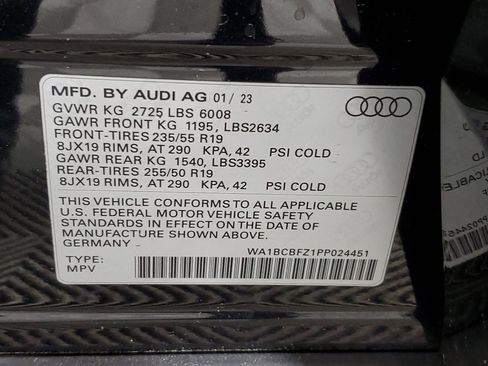 MFD. BY AUDI AG 01/ 23
GVWR KG 2725 LBS 6008
GAWR FRONT KG 1195, LBS2634
FRONT-TIRES 235/55 R19
8JX19 RIMS, AT 290 KPA, 42 PSI COLD
GAWR REAR KG 1540, LBS3395
REAR-TIRES 255/50 R19
8JX19 RIMS, AT 290 KPA, 42 PSI COLD
THIS VEHICLE CONFORMS TO ALL APPLICABLE
U.S. FEDERAL MOTOR VEHICLE SAFETY
STANDARDS IN EFFECT ON THE DATE OF
MANUFACTURE SHOWN ABOVE.
GERMANY
WA1BCBFZ1PP024451
TYPE:
MPV